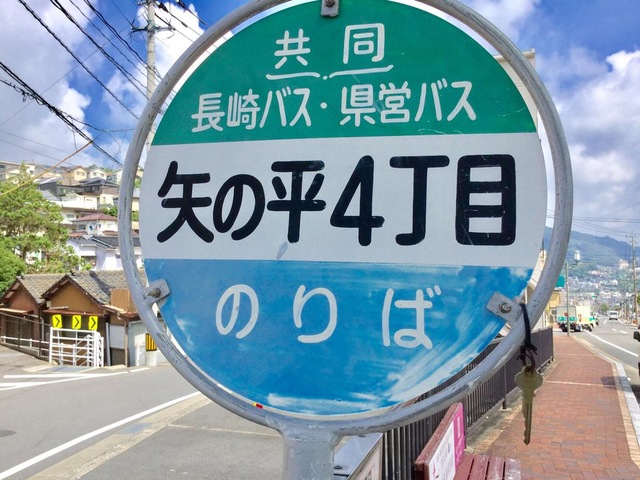 共同
長崎バス・県営バス
矢の平4丁目
のりば